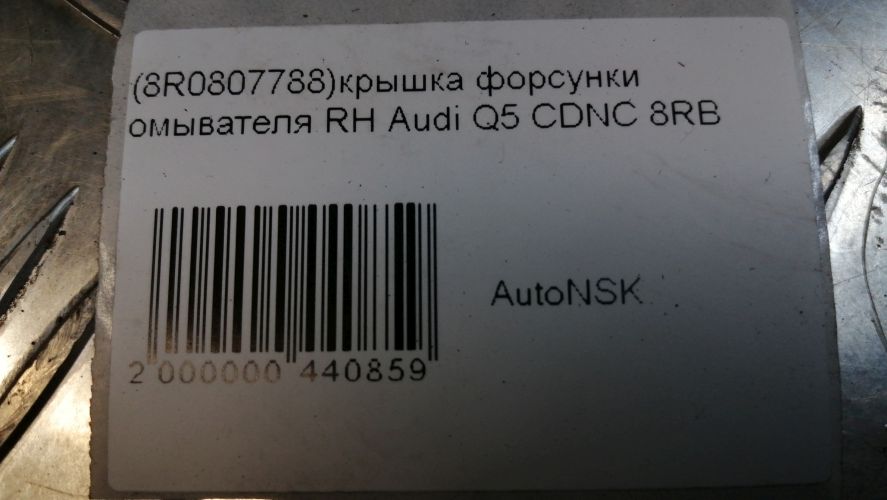 (8R0807788)крышка форсунки
омывателя RH Audi Q5 CDNC 8RB
AutoNSK
2 000000 440859